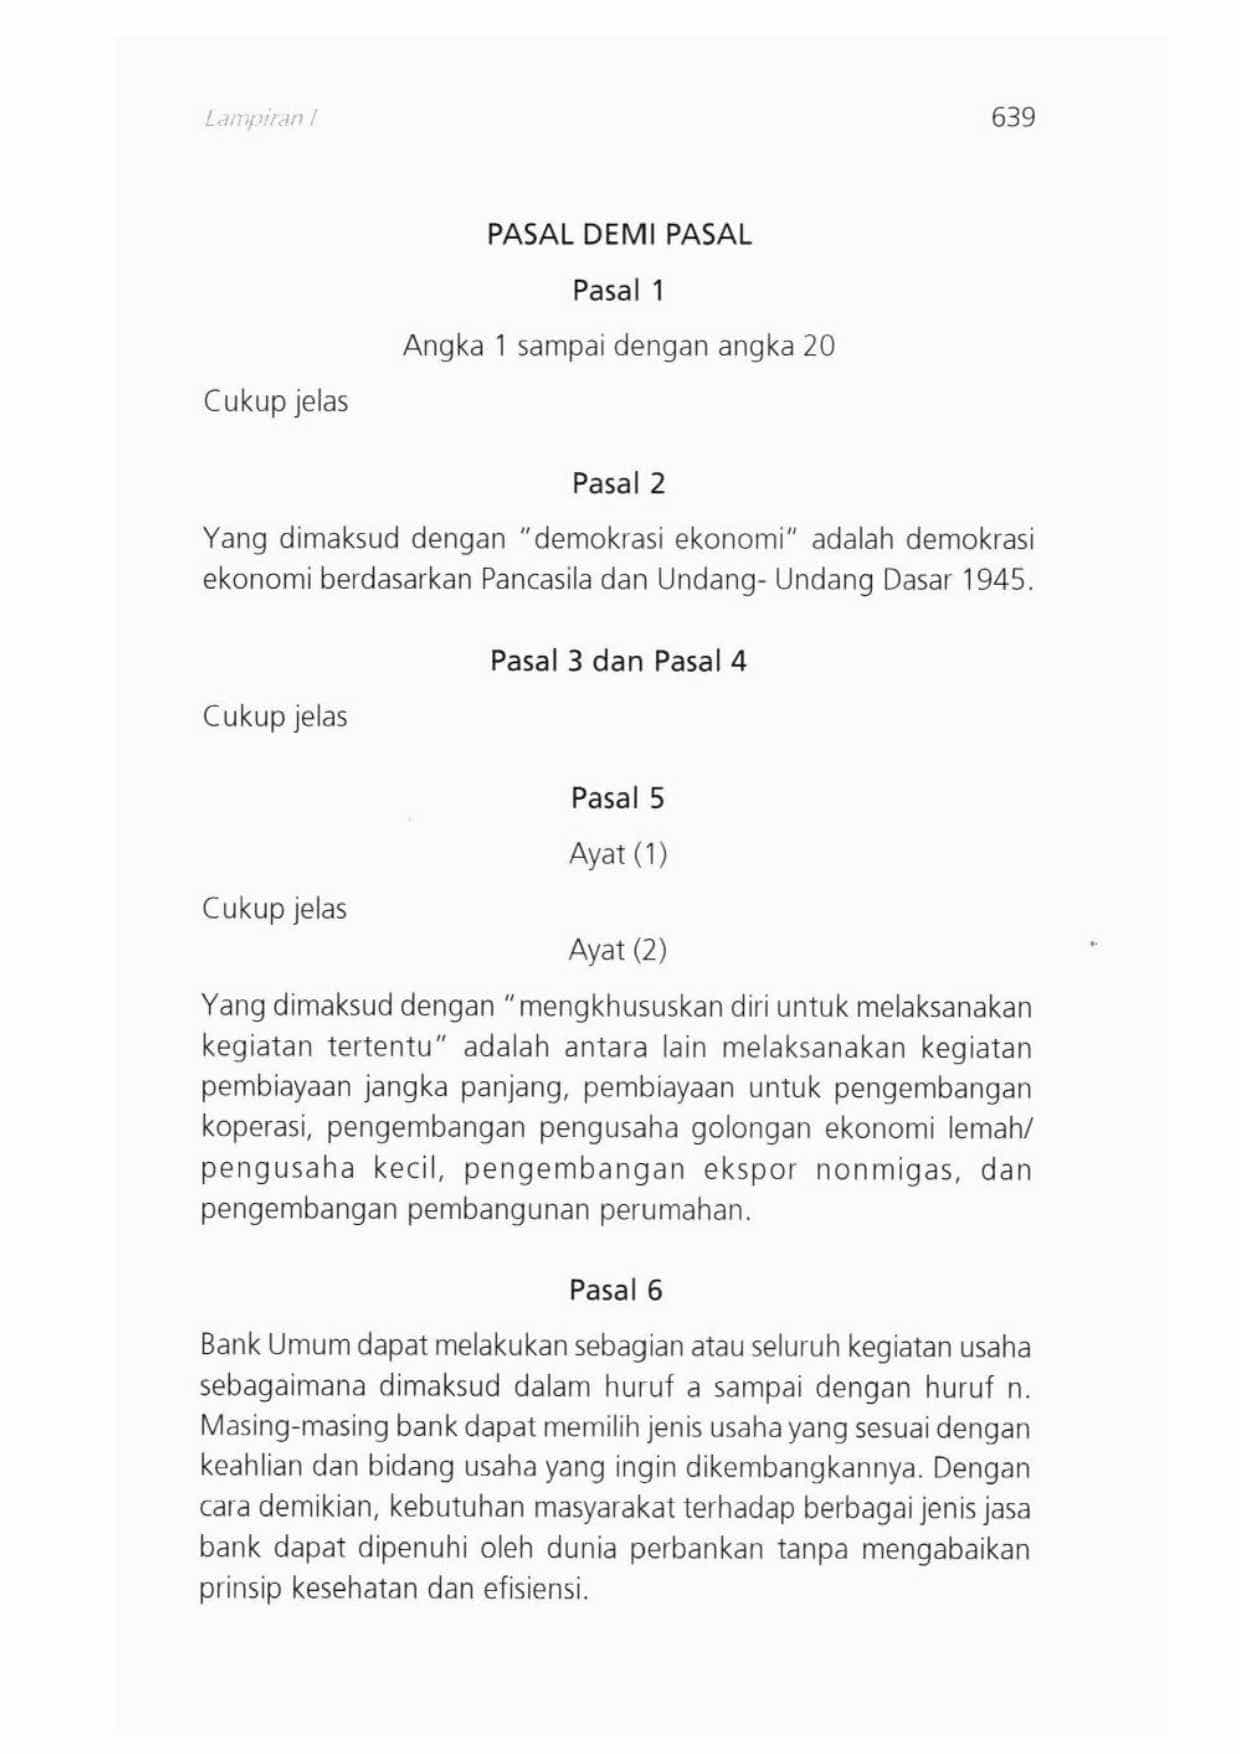 Lampiran I
639
PASAL DEMI PASAL
Pasal 1
Angka 1 sampai dengan angka 20
Cukup jelas
Pasal 2
Yang dimaksud dengan "demokrasi ekonomi" adalah demokrasi
ekonomi berdasarkan Pancasila dan Undang- Undang Dasar 1945.
Pasal 3 dan Pasal 4
Cukup jelas
Pasal 5
Ayat (1)
Cukup jelas
Ayat (2)
Yang dimaksud dengan "mengkhususkan diri untuk melaksanakan
kegiatan tertentu" adalah antara lain melaksanakan kegiatan
pembiayaan jangka panjang, pembiayaan untuk pengembangan
koperasi, pengembangan pengusaha golongan ekonomi lemah/
pengusaha kecil, pengembangan ekspor nonmigas, dan
pengembangan pembangunan perumahan.
Pasal 6
Bank Umum dapat melakukan sebagian atau seluruh kegiatan usaha
sebagaimana dimaksud dalam huruf a sampai dengan huruf n.
Masing-masing bank dapat memilih jenis usaha yang sesuai dengan
keahlian dan bidang usaha yang ingin dikembangkannya. Dengan
cara demikian, kebutuhan masyarakat terhadap berbagai jenis jasa
bank dapat dipenuhi oleh dunia perbankan tanpa mengabaikan
prinsip kesehatan dan efisiensi.